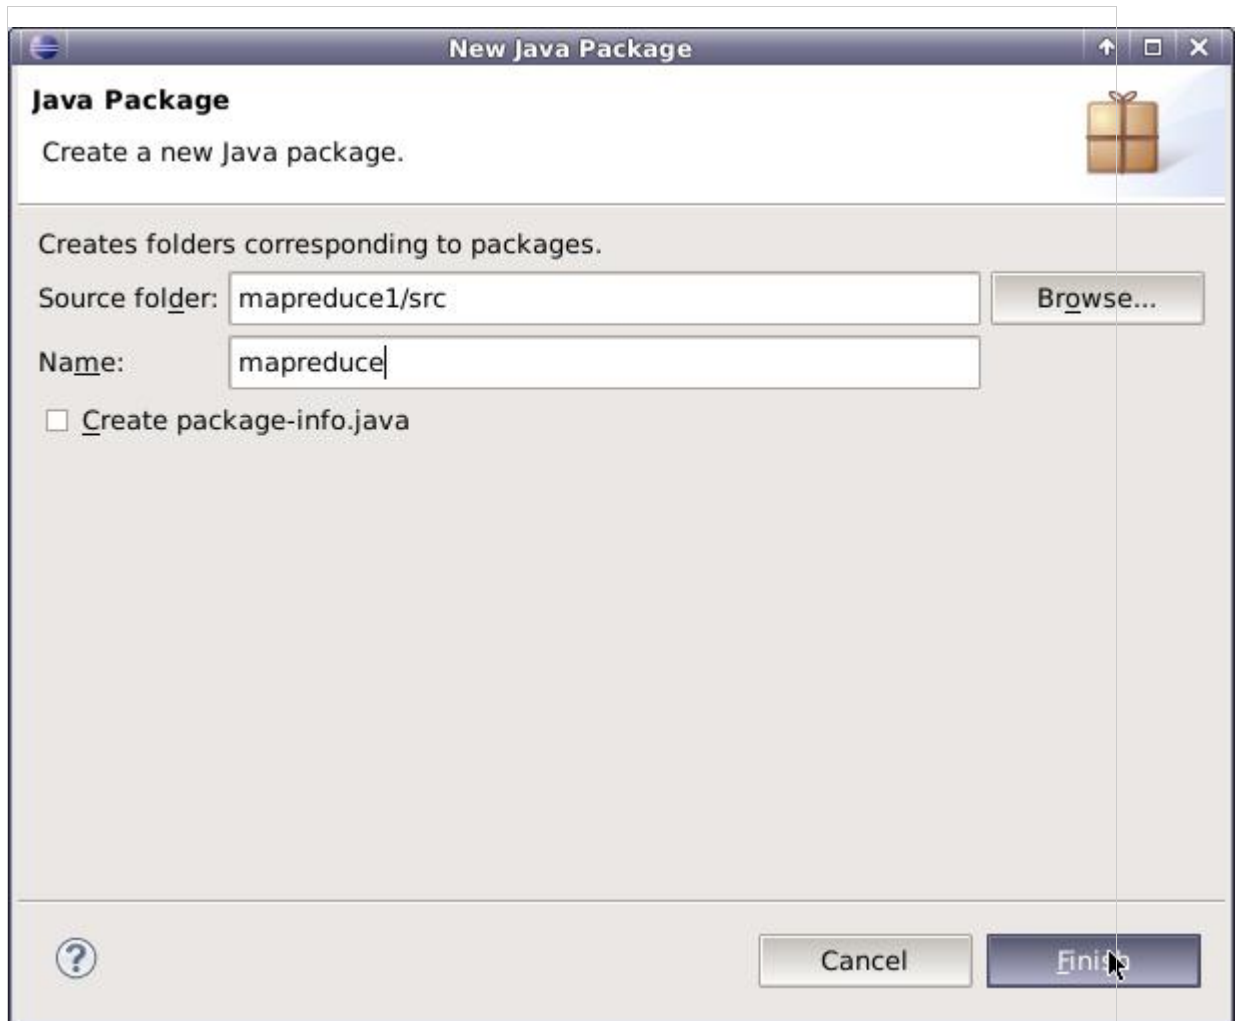 New Java Package
Java Package
Create a new Java package.
Creates folders corresponding to packages.
Source folder: mapreduce1/src Browse...
Name: mapreduce
Create package-info.java
? Cancel Finish